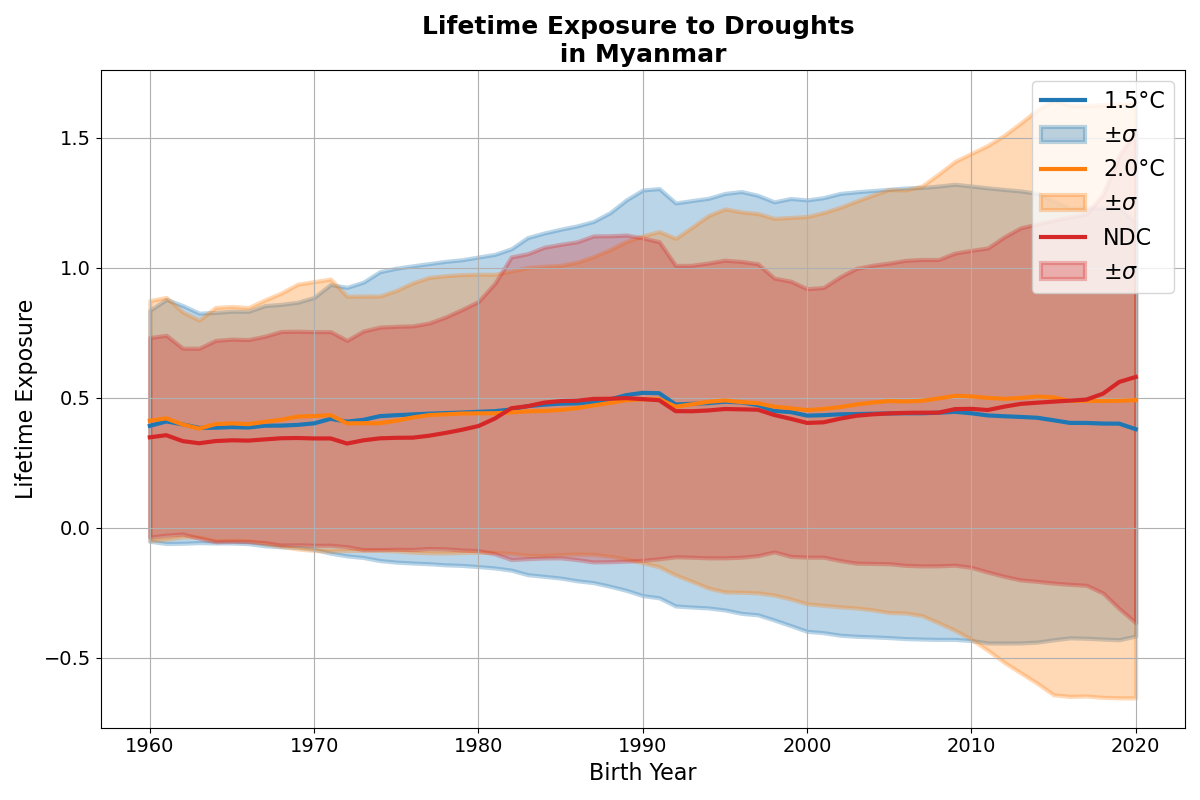 Lifetime Exposure to Droughts
in Myanmar
Lifetime Exposure
1.5
1.0
0.5
0.0
−0.5
1960
1970
1980
1990
2000
2010
2020
Birth Year
1.5°C
±σ
2.0°C
±σ
NDC
±σ